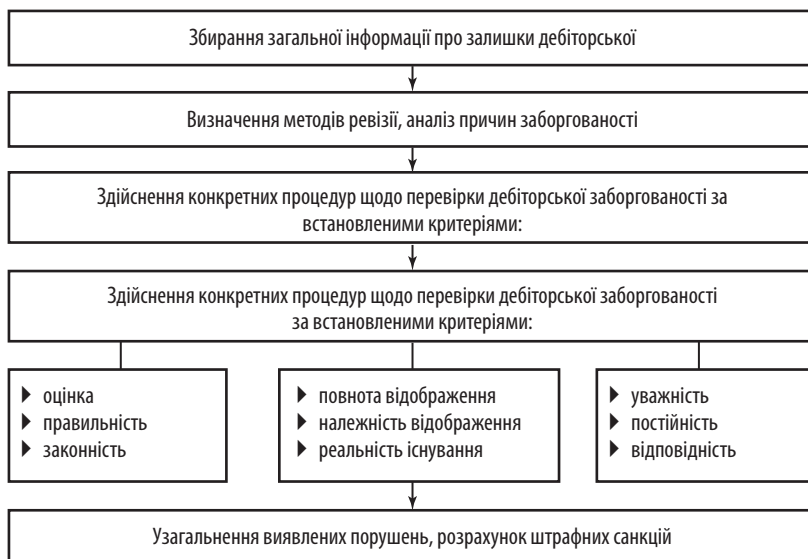 Збирання загальної інформації про залишки дебіторської
Визначення методів ревізії, аналіз причин заборгованості
Здійснення конкретних процедур щодо перевірки дебіторської заборгованості за
встановленими критеріями:
Здійснення конкретних процедур щодо перевірки дебіторської заборгованості
за встановленими критеріями:
оцінка
правильність
законність
повнота відображення
належність відображення
реальність існування
уважність
постійність
відповідність
Узагальнення виявлених порушень, розрахунок штрафних санкцій